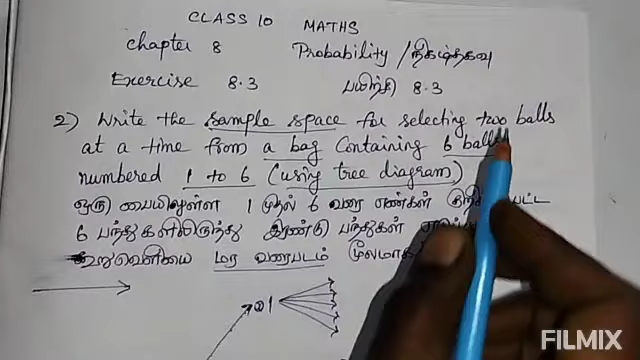 CLASS 10 MATHS
Chapter 8 Probability / நிகழ்தகவு
Exercise 8.3 பயிற்சி 8.3
2) Write the sample space for selecting two balls
at a time from a bag containing 6 balls
numbered 1 to 6 (using tree diagram)
ஒரு பையிலுள்ள 1 முதல் 6 வரை எண்கள்
6 பந்துகளிலிருந்து இரண்டு பந்துகள்
கூறுவெளியை மர வரைபடம் மூலமாக
1
FILMIX